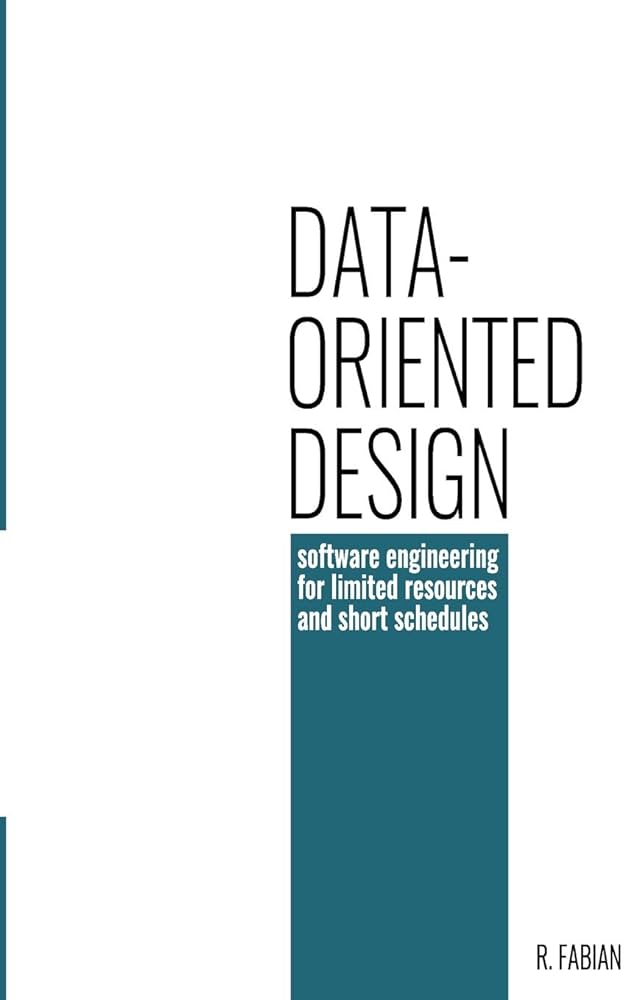 DATA-
ORIENTED
DESIGN
software engineering
for limited resources
and short schedules
R. FABIAN